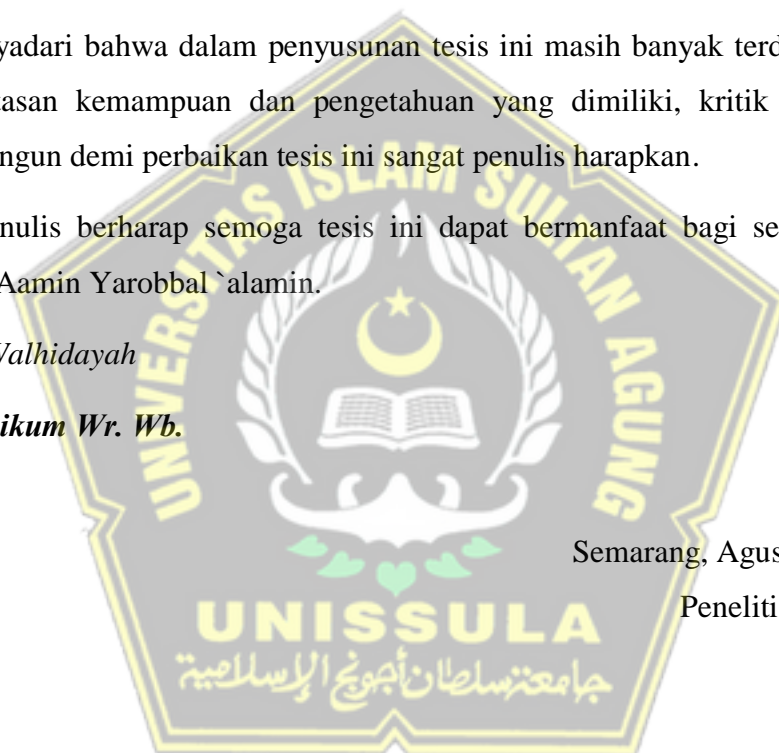 yadari bahwa dalam penyusunan tesis ini masih banyak terd
tasan kemampuan dan pengetahuan yang dimiliki, kritik
ngun demi perbaikan tesis ini sangat penulis harapkan.
nulis berharap semoga tesis ini dapat bermanfaat bagi se
Aamin Yarobbal `alamin.
Valhidayah
ikum Wr. Wb.
UNIVERSITAS ISLAM SULTAN AGUNG
Semarang, Agus
Peneliti
UNISSULA
جامعة سلطان أجونج الإسلامية